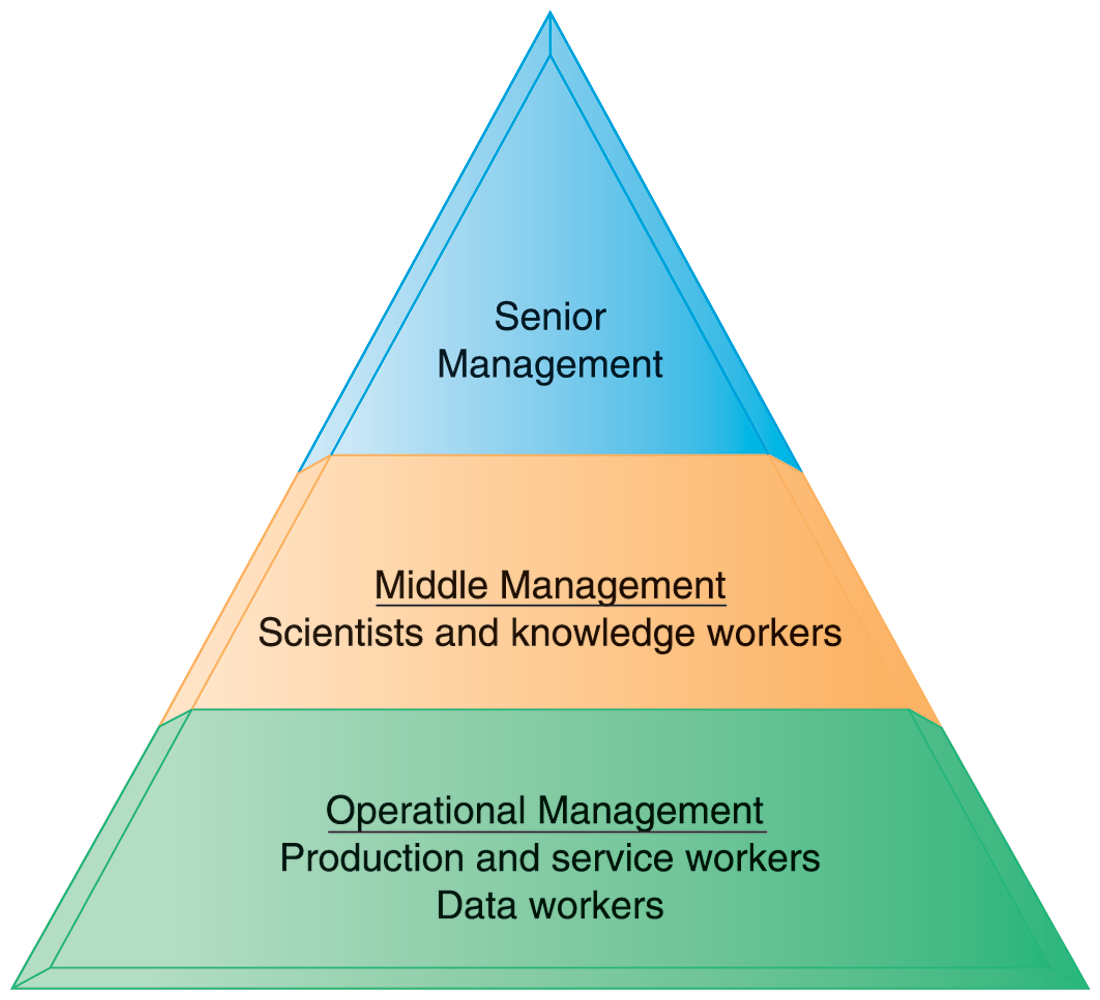 Senior
Management
Middle Management
Scientists and knowledge workers
Operational Management
Production and service workers
Data workers